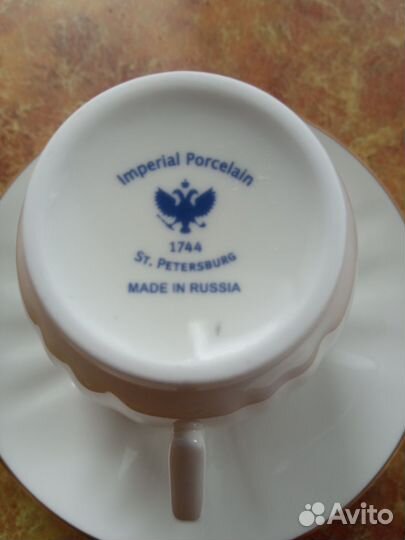 Imperial Porcelain
1744
ST. PETERSBURG
MADE IN RUSSIA
Avito